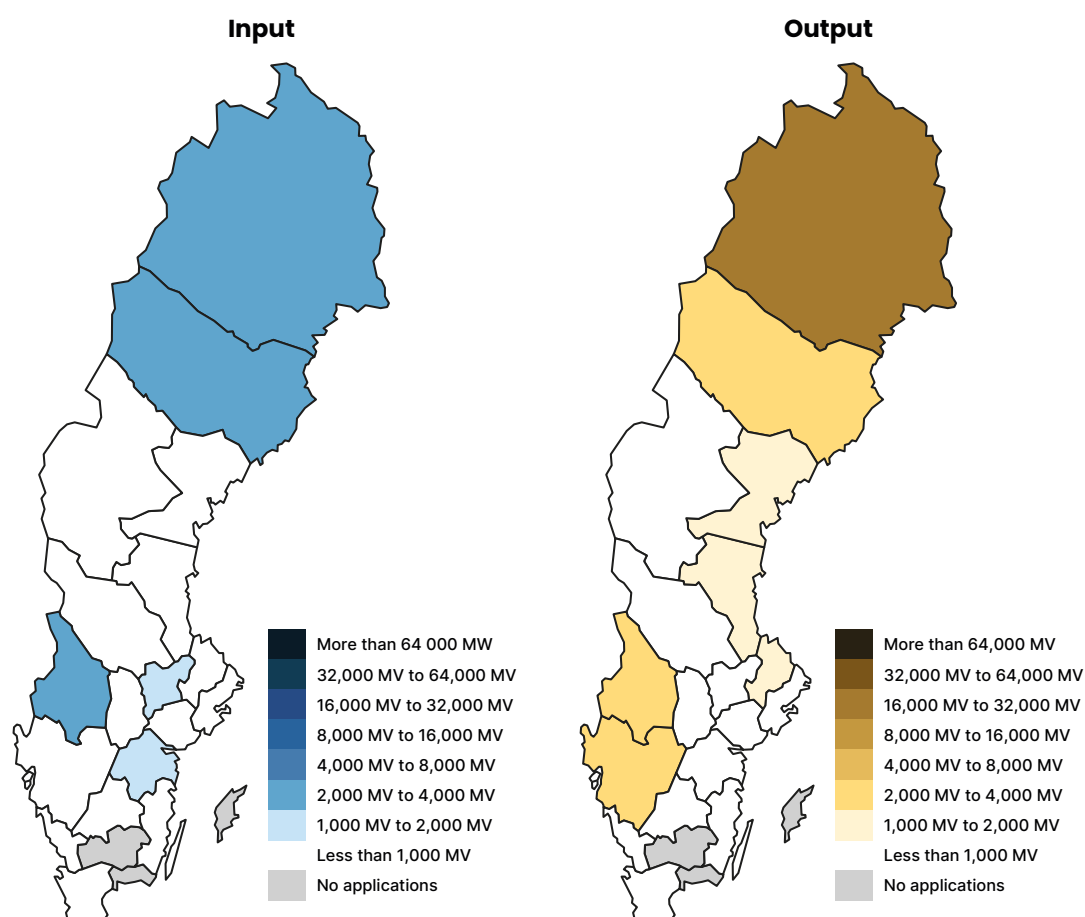 Input
Output
More than 64 000 MW
32,000 MV to 64,000 MV
16,000 MV to 32,000 MV
8,000 MV to 16,000 MV
4,000 MV to 8,000 MV
2,000 MV to 4,000 MV
1,000 MV to 2,000 MV
Less than 1,000 MV
No applications
More than 64,000 MV
32,000 MV to 64,000 MV
16,000 MV to 32,000 MV
8,000 MV to 16,000 MV
4,000 MV to 8,000 MV
2,000 MV to 4,000 MV
1,000 MV to 2,000 MV
Less than 1,000 MV
No applications